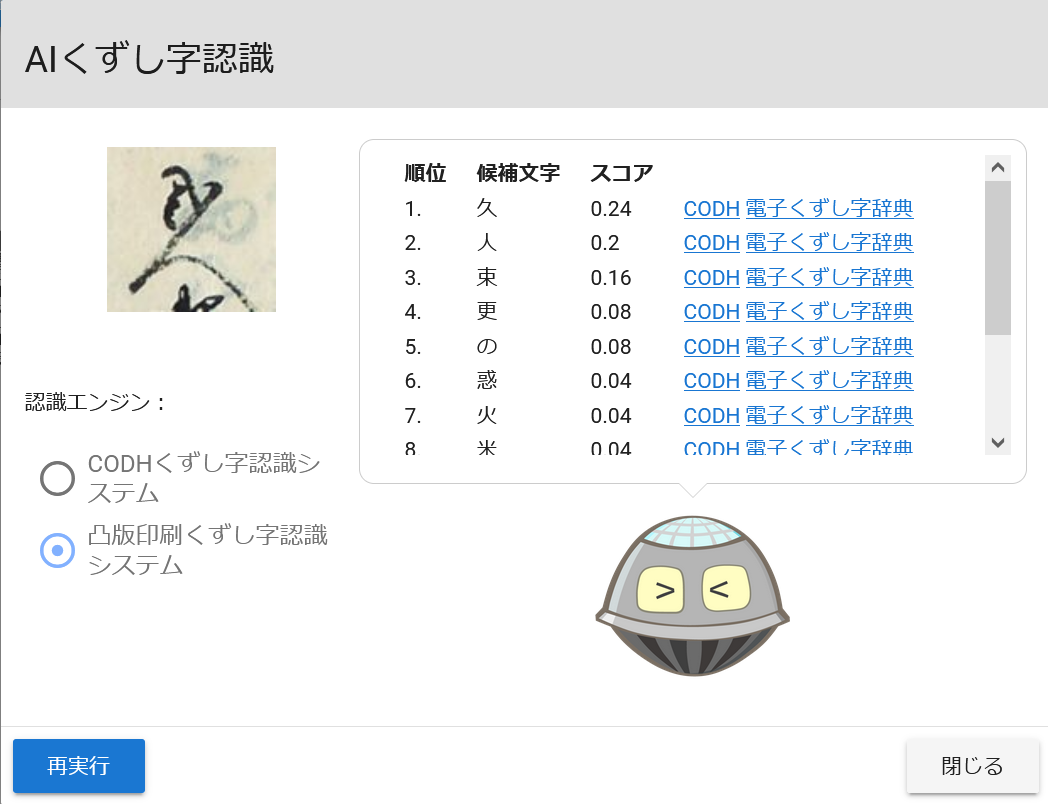 AIくずし字認識
順位 候補文字 スコア
1. 久 0.24 CODH 電子くずし字辞典
2. 人 0.2 CODH 電子くずし字辞典
3. 束 0.16 CODH 電子くずし字辞典
4. 更 0.08 CODH 電子くずし字辞典
5. の 0.08 CODH 電子くずし字辞典
6. 惑 0.04 CODH 電子くずし字辞典
7. 火 0.04 CODH 電子くずし字辞典
8. 米 0.04 CODH 電子くずし字辞典
認識エンジン：
CODHくずし字認識シ
ステム
凸版印刷くずし字認識
システム
再実行
閉じる